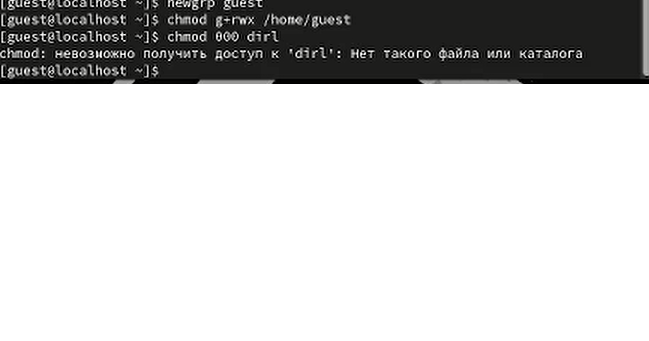 [guest@localhost ~]$ newgrp guest
[guest@localhost ~]$ chmod g+rwx /home/guest
[guest@localhost ~]$ chmod 000 dirl
chmod: невозможно получить доступ к 'dirl': Нет такого файла или каталога
[guest@localhost ~]$